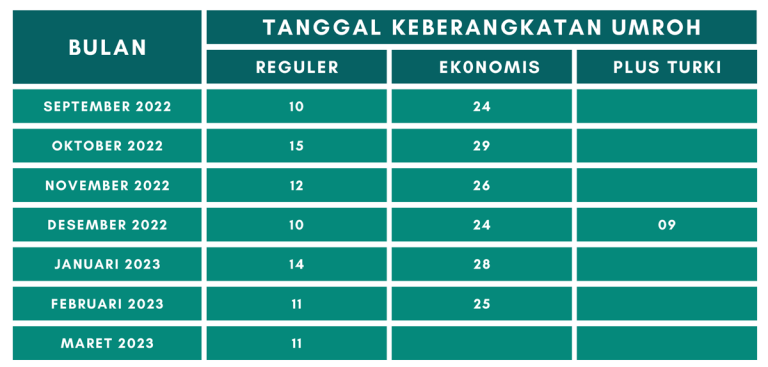 BULAN
TANGGAL KEBERANGKATAN UMROH
REGULER EK0NOMIS PLUS TURKI
SEPTEMBER 2022 10 24
OKTOBER 2022 15 29
NOVEMBER 2022 12 26
DESEMBER 2022 10 24 09
JANUARI 2023 14 28
FEBRUARI 2023 11 25
MARET 2023 11